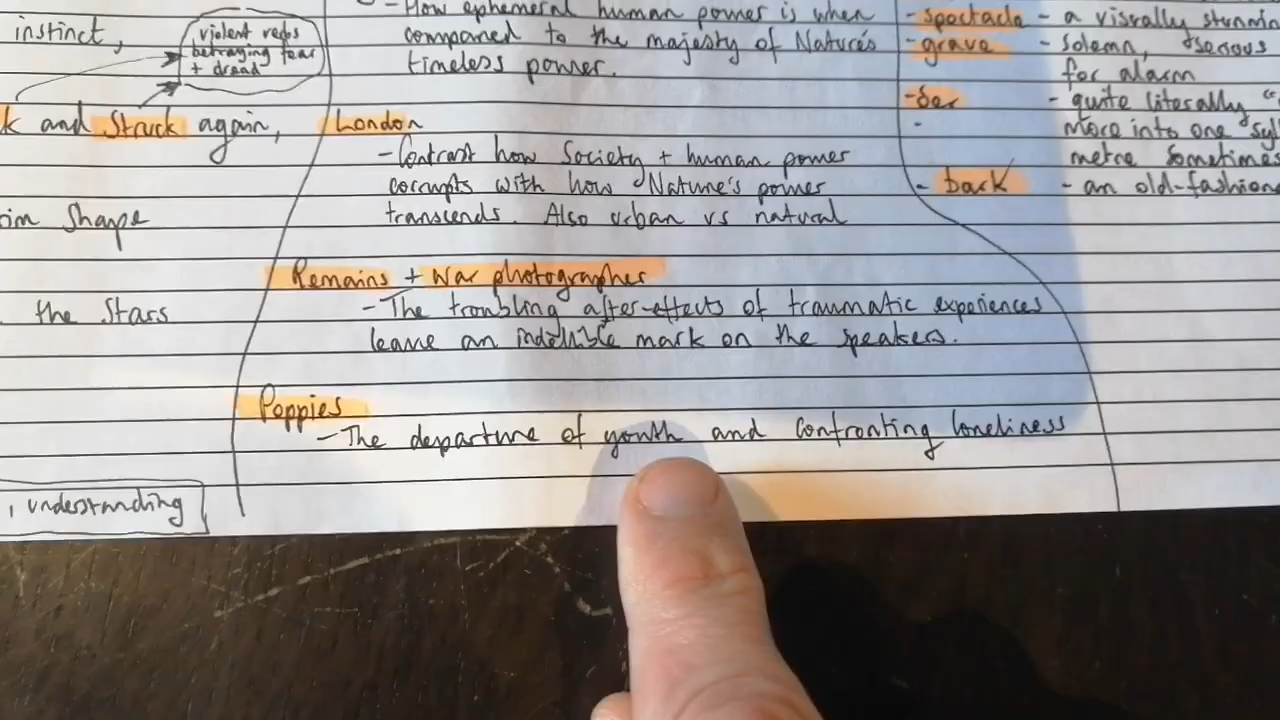 instinct,
violent verbs
betraying fear
+ dread
k and Struck again,
im Shape
the Stars
, understanding
- How ephemeral human power is when
compared to the majesty of Nature's
timeless power.
London
- Contrast how Society + human power
corrupts with how Nature's power
transcends. Also urban vs natural
Remains + War photographer
- The troubling after-effects of traumatic experiences
leave an indelible mark on the speakers.
Poppies
- The departure of youth and confronting loneliness
- spectacle - a visually
- grave - solemn, serious
for alarm
- quite literally
more into one
metre sometimes
- bark - an old-fashione